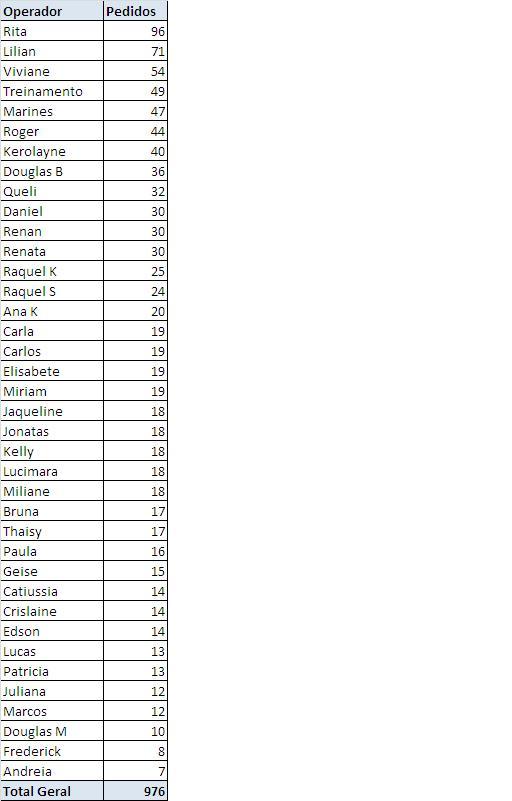 Operador Pedidos
Rita 96
Lilian 71
Viviane 54
Treinamento 49
Marines 47
Roger 44
Kerolayne 40
Douglas B 36
Queli 32
Daniel 30
Renan 30
Renata 30
Raquel K 25
Raquel S 24
Ana K 20
Carla 19
Carlos 19
Elisabete 19
Miriam 19
Jaqueline 18
Jonatas 18
Kelly 18
Lucimara 18
Miliane 18
Bruna 17
Thaisy 17
Paula 16
Geise 15
Catiussia 14
Crislaine 14
Edson 14
Lucas 13
Patricia 13
Juliana 12
Marcos 12
Douglas M 10
Frederick 8
Andreia 7
Total Geral 976